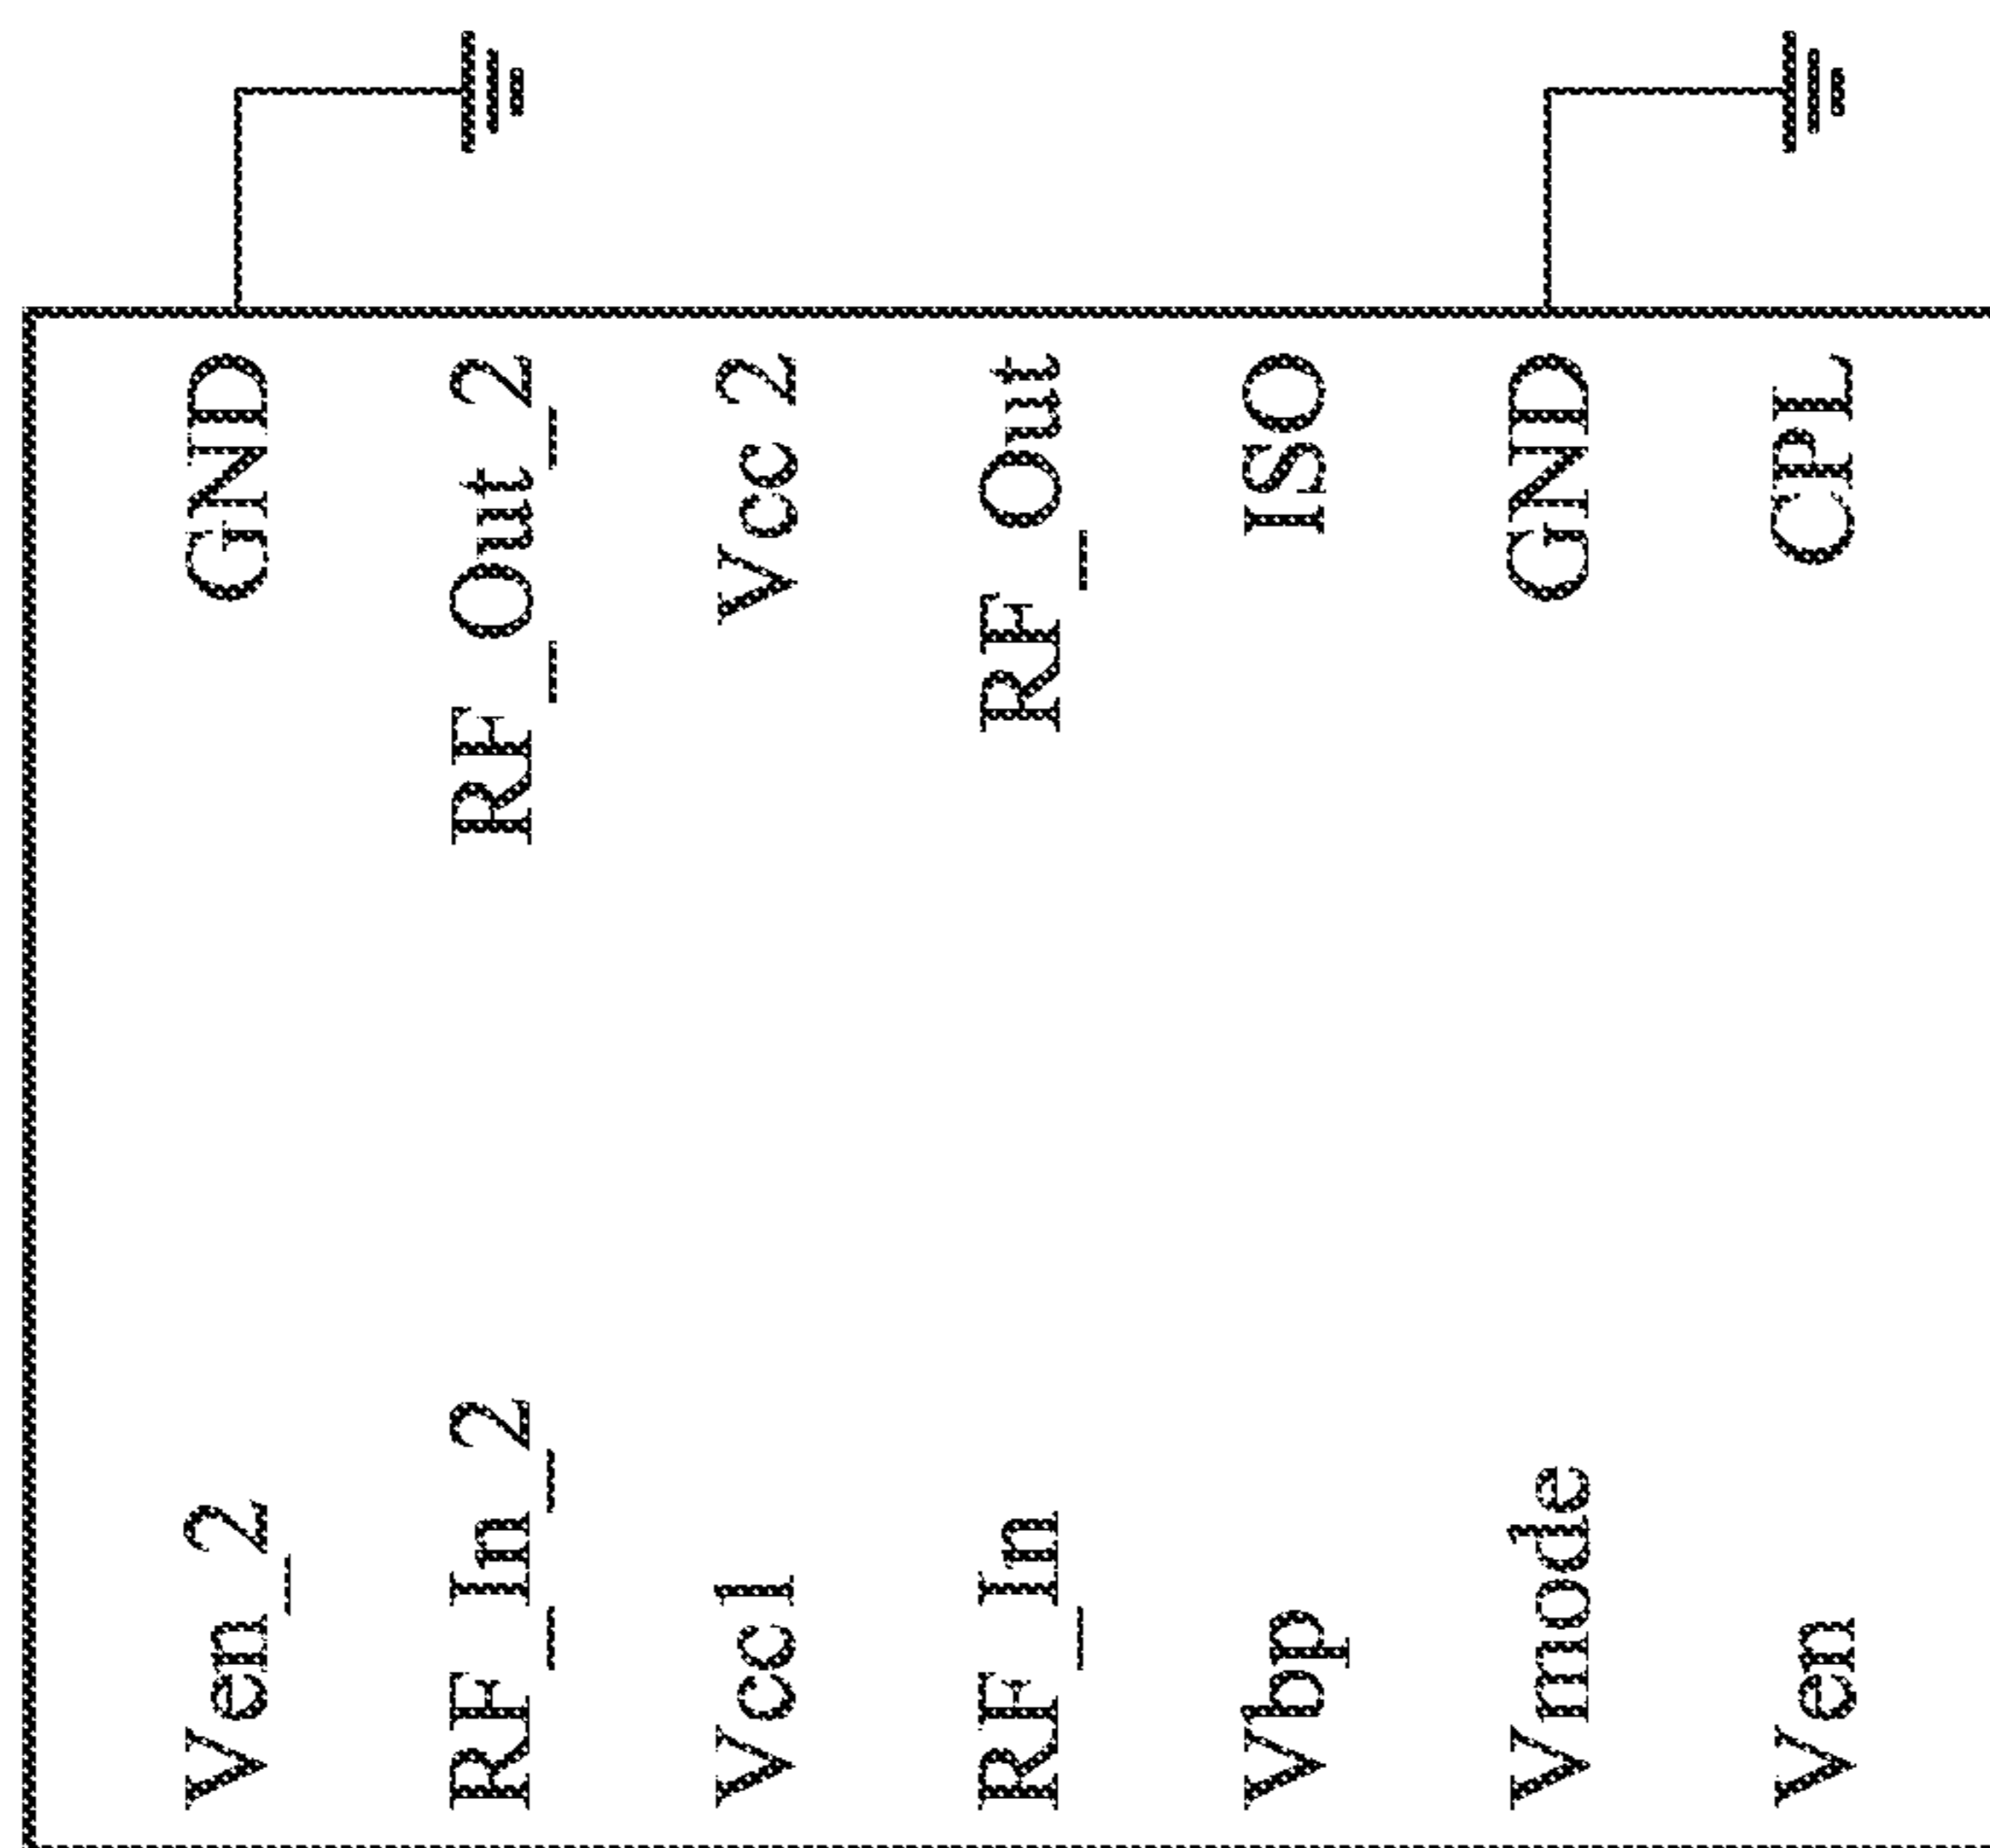 Ven_2
GND
RF_In_2
RF_Out_2
Vcc1
Vcc 2
RF_In
RF_Out
Vbp
ISO
Vmode
GND
Ven
CPL